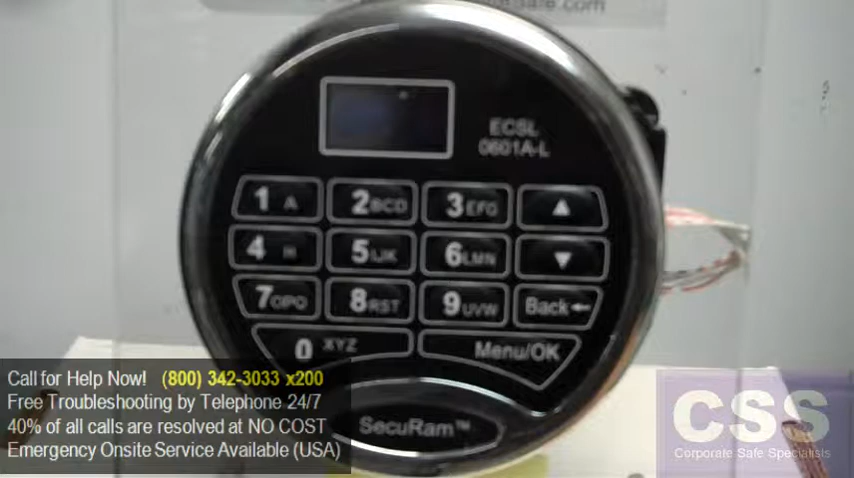 Safe.com
ECSL
0601A-L
1 A 2 BCD 3 EFG ▲
4 H 5 IJK 6 LMN ▼
7 OPQ 8 RST 9 UVW Back←
0 XYZ Menu/OK
SecuRam™
Call for Help Now! (800) 342-3033 x200
Free Troubleshooting by Telephone 24/7
40% of all calls are resolved at NO COST
Emergency Onsite Service Available (USA)
CSS
Corporate Safe Specialists